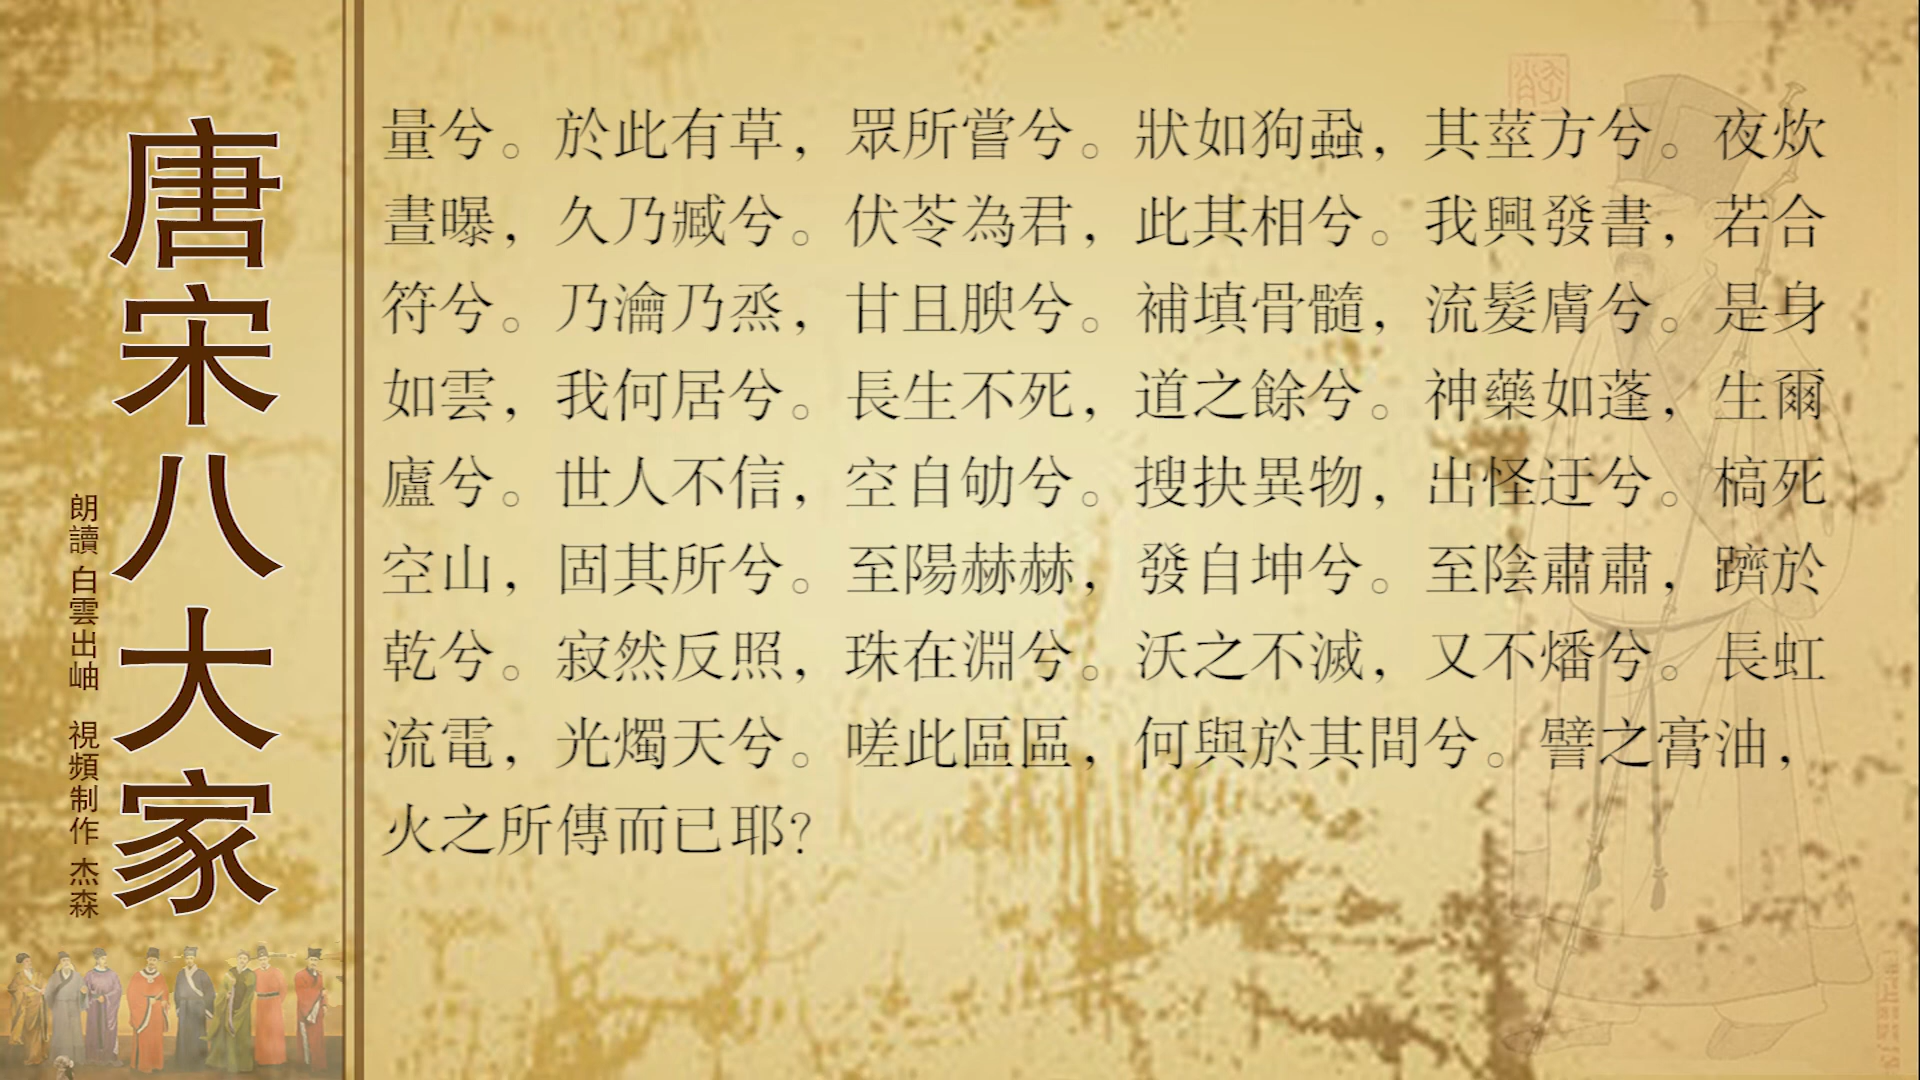 唐宋八大家
朗讀 白雲出岫 視頻制作 杰森
量兮。於此有草，眾所嘗兮。狀如狗蝨，其莖方兮。夜炊
晝曝，久乃臧兮。伏苓為君，此其相兮。我興發書，若合
符兮。乃瀹乃烝，甘且腴兮。補填骨髓，流髮膚兮。是身
如雲，我何居兮。長生不死，道之餘兮。神藥如蓬，生爾
廬兮。世人不信，空自劬兮。搜抉異物，出怪迂兮。槁死
空山，固其所兮。至陽赫赫，發自坤兮。至陰肅肅，躋於
乾兮。寂然反照，珠在淵兮。沃之不滅，又不燔兮。長虹
流電，光燭天兮。嗟此區區，何與於其間兮。譬之膏油，
火之所傳而已耶？